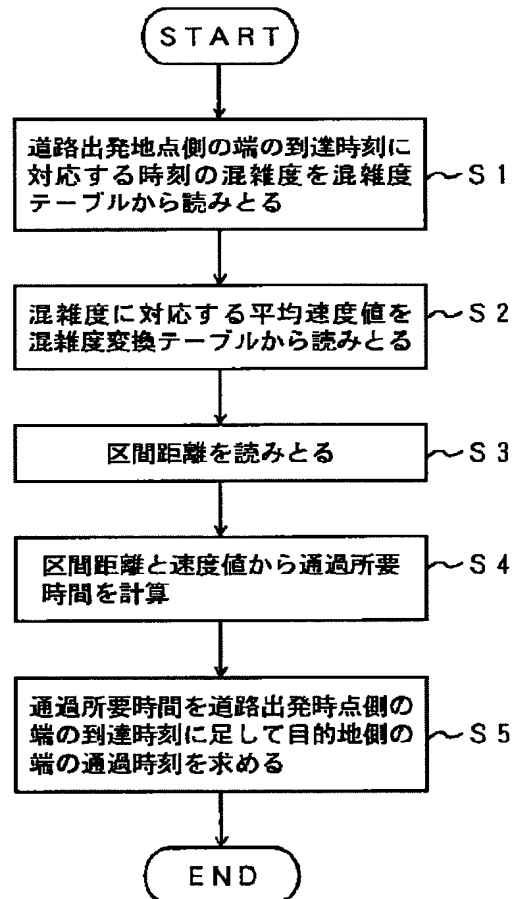 START
道路出発地点側の端の到達時刻に
対応する時刻の混雑度を混雑度
テーブルから読みとる
S1
混雑度に対応する平均速度値を
混雑度変換テーブルから読みとる
S2
区間距離を読みとる
S3
区間距離と速度値から通過所要
時間を計算
S4
通過所要時間を道路出発時点側の
端の到達時刻に足して目的地側の
端の通過時刻を求める
S5
END